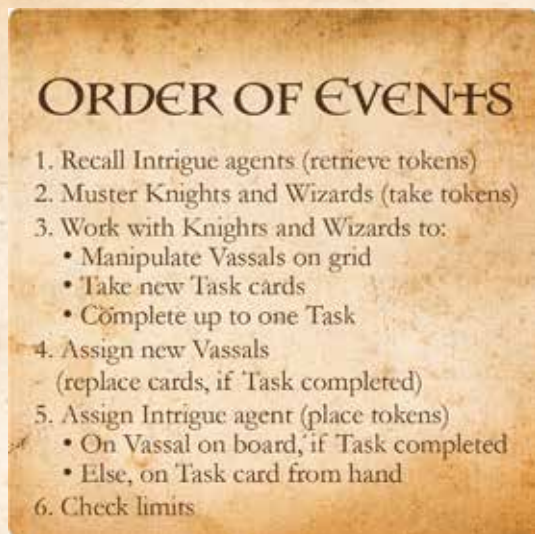 ORDER OF EVENTS
1. Recall Intrigue agents (retrieve tokens)
2. Muster Knights and Wizards (take tokens)
3. Work with Knights and Wizards to:
• Manipulate Vassals on grid
• Take new Task cards
• Complete up to one Task
4. Assign new Vassals
(replace cards, if Task completed)
5. Assign Intrigue agent (place tokens)
• On Vassal on board, if Task completed
• Else, on Task card from hand
6. Check limits